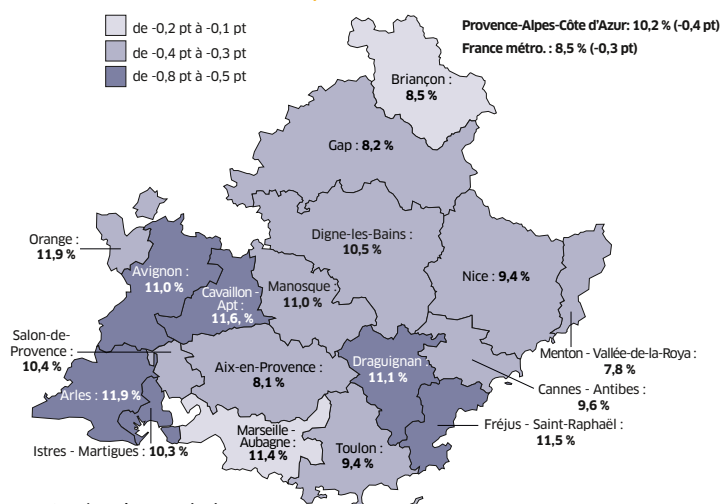 de -0,2 pt à -0,1 pt
de -0,4 pt à -0,3 pt
de -0,8 pt à -0,5 pt
Provence-Alpes-Côte d'Azur: 10,2 % (-0,4 pt)
France métro. : 8,5 % (-0,3 pt)
Briançon :
8,5 %
Gap : 8,2 %
Orange :
11,9 %
Avignon :
11,0 %
Cavaillon -
Apt :
11,6, %
Manosque :
11,0 %
Digne-les-Bains :
10,5 %
Nice : 9,4 %
Salon-de-
Provence :
10,4 %
Aix-en-Provence :
8,1 %
Draguignan :
11,1 %
Menton - Vallée-de-la-Roya :
7,8 %
Cannes - Antibes :
9,6 %
Arles : 11,9 %
Istres - Martigues : 10,3 %
Marseille -
Aubagne :
11,4 %
Toulon :
9,4 %
Fréjus - Saint-Raphaël :
11,5 %